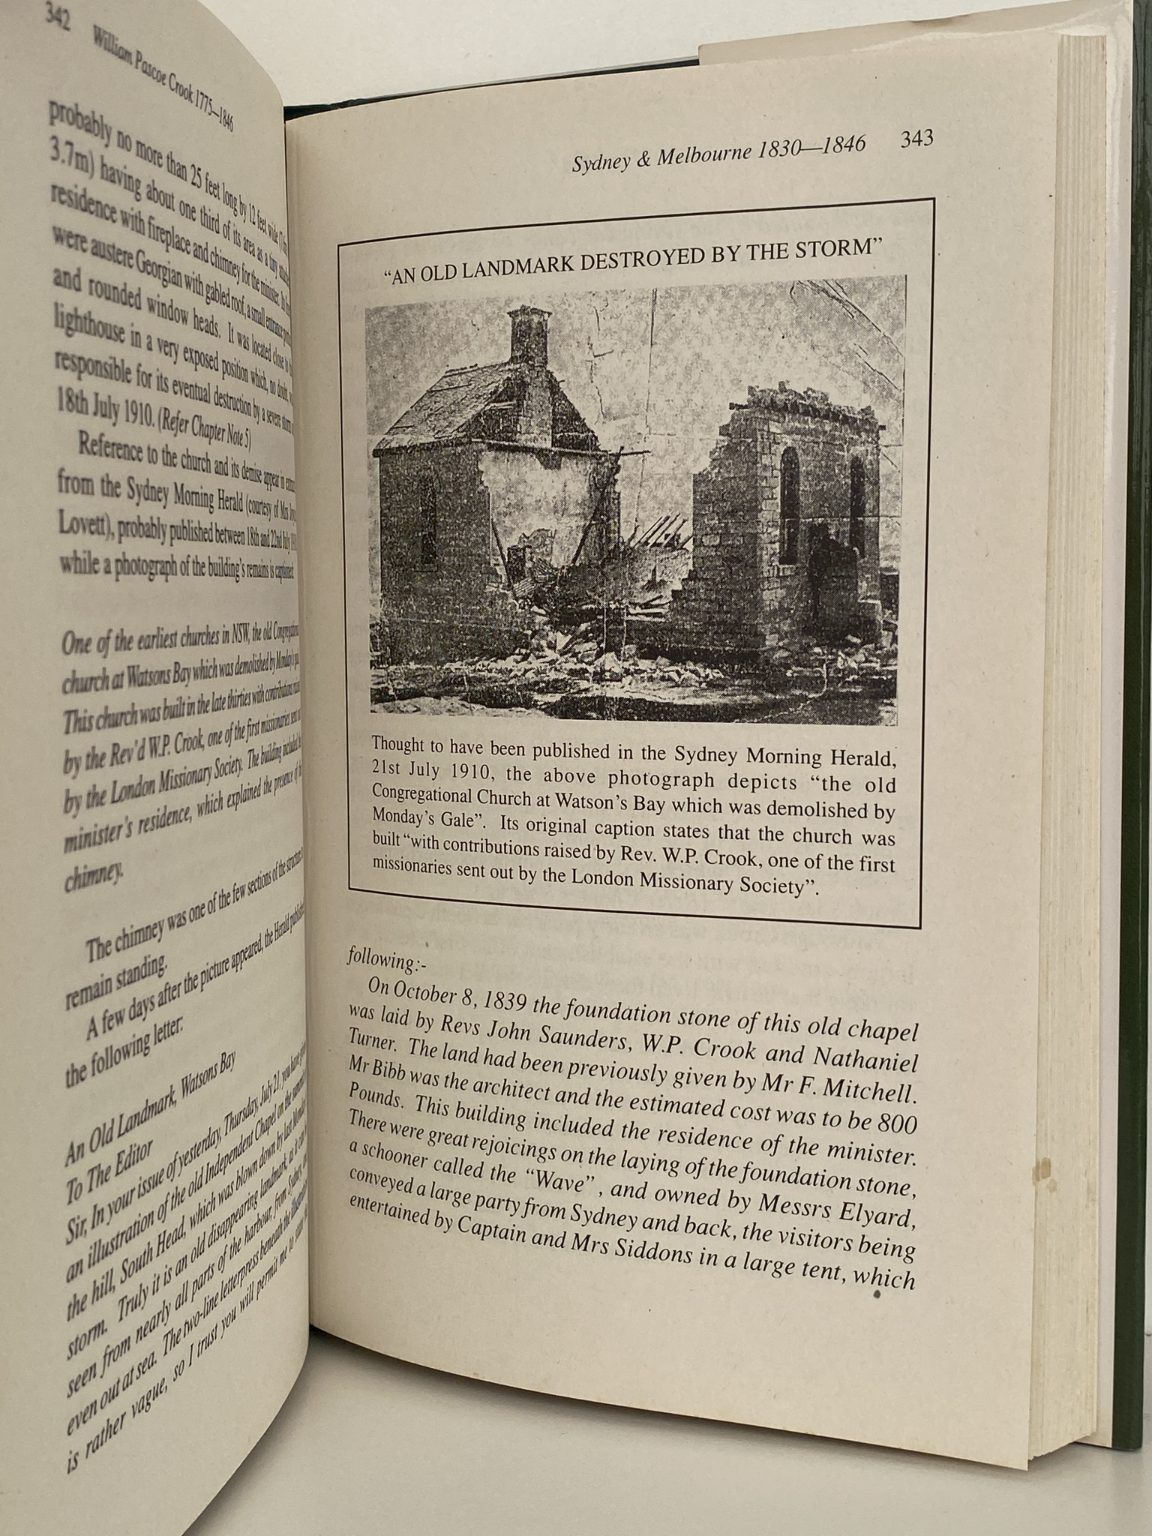 342 William Pascoe Crook 1775—1846
probably no more than 25 feet long by 12 feet wide
3.7m) having about one third of its area as a tiny
residence with fireplace and chimney for the minister.
were austere Georgian with gabled roof, a small entrance
and rounded window heads. It was located close to
lighthouse in a very exposed position which, no doubt,
responsible for its eventual destruction by a severe storm
18th July 1910. (Refer Chapter Note 5)
Reference to the church and its demise appear in
from the Sydney Morning Herald (courtesy of Mrs
Lovett), probably published between 18th and 22nd July
while a photograph of the building's remains is captioned
One of the earliest churches in NSW, the old Congregational
church at Watsons Bay which was demolished by Monday's
This church was built in the late thirties with contributions
by the Rev'd W.P. Crook, one of the first missionaries sent
by the London Missionary Society. The building included
minister's residence, which explained the presence of
chimney.
The chimney was one of the few sections of the structure
remain standing.
A few days after the picture appeared, the Herald published
the following letter:
An Old Landmark, Watsons Bay
To The Editor
Sir, In your issue of yesterday, Thursday, July 21, you have
an illustration of the old Independent Chapel on the
the hill, South Head, which was blown down by last
storm. Truly it is an old disappearing landmark, as it
seen from nearly all parts of the harbour, from
even out at sea. The two-line letterpress beneath the
is rather vague, so I trust you will permit me to
Sydney & Melbourne 1830—1846 343
“AN OLD LANDMARK DESTROYED BY THE STORM”
Thought to have been published in the Sydney Morning Herald,
21st July 1910, the above photograph depicts “the old
Congregational Church at Watson's Bay which was demolished by
Monday's Gale”. Its original caption states that the church was
built “with contributions raised by Rev. W.P. Crook, one of the first
missionaries sent out by the London Missionary Society”.
following:-
On October 8, 1839 the foundation stone of this old chapel
was laid by Revs John Saunders, W.P. Crook and Nathaniel
Turner. The land had been previously given by Mr F. Mitchell.
Mr Bibb was the architect and the estimated cost was to be 800
Pounds. This building included the residence of the minister.
There were great rejoicings on the laying of the foundation stone,
a schooner called the “Wave”, and owned by Messrs Elyard,
conveyed a large party from Sydney and back, the visitors being
entertained by Captain and Mrs Siddons in a large tent, which